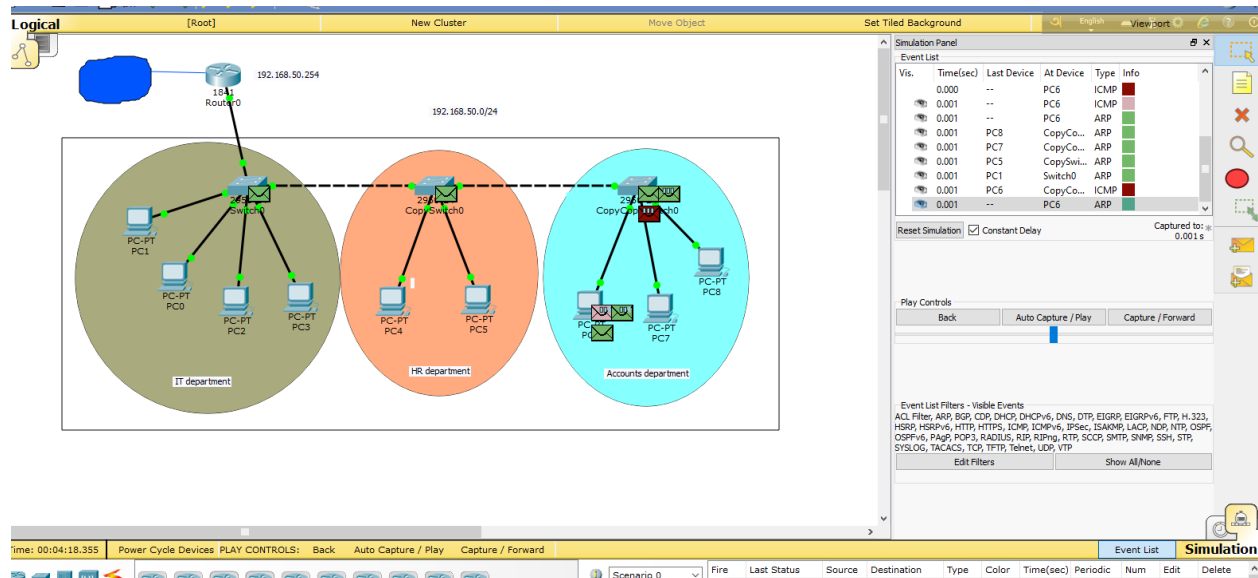 Logical [Root] New Cluster Move Object Set Tiled Background English Viewport
Simulation Panel
Event List
Vis. Time(sec) Last Device At Device Type Info
0.000 -- PC6 ICMP
0.001 -- PC6 ICMP
0.001 -- PC6 ARP
0.001 PC8 CopyCo... ARP
0.001 PC7 CopyCo... ARP
0.001 PC5 CopySwi... ARP
0.001 PC1 Switch0 ARP
0.001 PC6 CopyCo... ICMP
0.001 -- PC6 ARP
Reset Simulation Constant Delay Captured to: *
0.001 s
Play Controls
Back Auto Capture / Play Capture / Forward
Event List Filters - Visible Events
ACL Filter, ARP, BGP, CDP, DHCP, DHCPv6, DNS, DTP, EIGRP, EIGRPv6, FTP, H.323,
HSRP, HSRPv6, HTTP, HTTPS, ICMP, ICMPv6, IPSec, ISAKMP, LACP, NDP, NTP, OSPF,
OSPFv6, PAgP, POP3, RADIUS, RIP, RIPng, RTP, SCCP, SMTP, SNMP, SSH, STP,
SYSLOG, TACACS, TCP, TFTP, Telnet, UDP, VTP
Edit Filters Show All/None
192.168.50.254
1841
Router0
192.168.50.0/24
Switch0
CopySwitch0
PC-PT
PC1
PC-PT
PC0
PC-PT
PC2
PC-PT
PC3
PC-PT
PC4
PC-PT
PC5
PC-PT
PC7
PC-PT
PC8
IT department
HR department
Accounts department
Time: 00:04:18.355 Power Cycle Devices PLAY CONTROLS: Back Auto Capture / Play Capture / Forward Event List Simulation
Scenario 0 Fire Last Status Source Destination Type Color Time(sec) Periodic Num Edit Delete